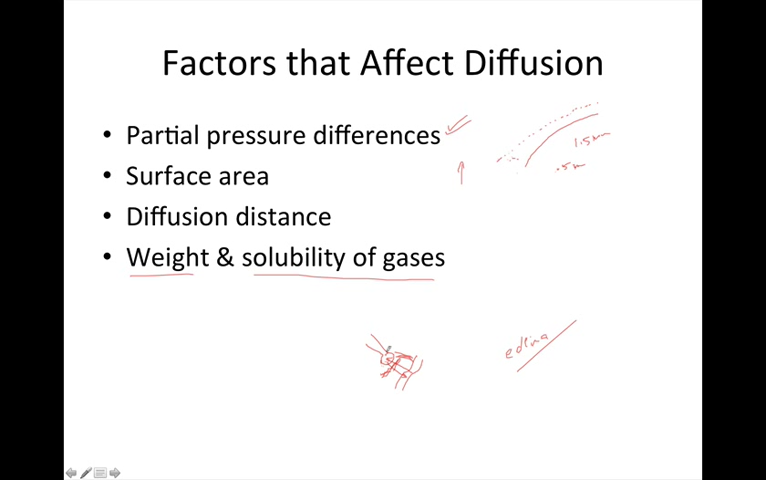 Factors that Affect Diffusion
• Partial pressure differences
• Surface area
• Diffusion distance
• Weight & solubility of gases